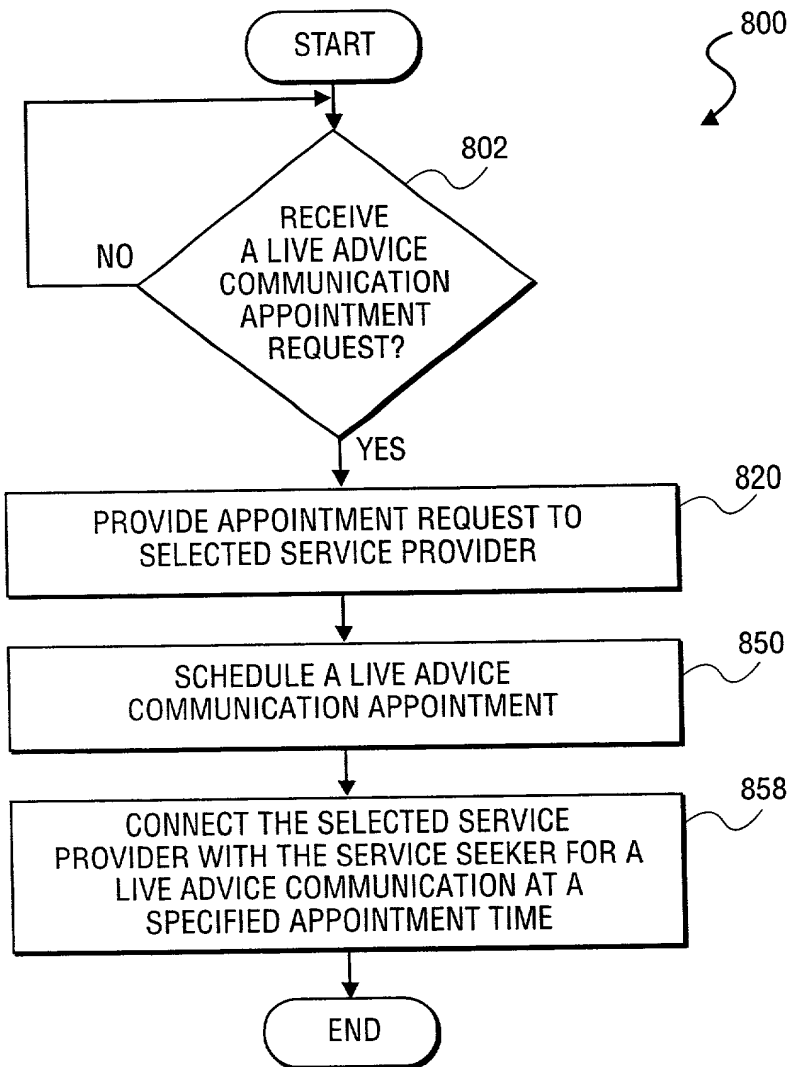 START
800
802
RECEIVE
A LIVE ADVICE
COMMUNICATION
APPOINTMENT
REQUEST?
NO
YES
820
PROVIDE APPOINTMENT REQUEST TO
SELECTED SERVICE PROVIDER
850
SCHEDULE A LIVE ADVICE
COMMUNICATION APPOINTMENT
858
CONNECT THE SELECTED SERVICE
PROVIDER WITH THE SERVICE SEEKER FOR A
LIVE ADVICE COMMUNICATION AT A
SPECIFIED APPOINTMENT TIME
END